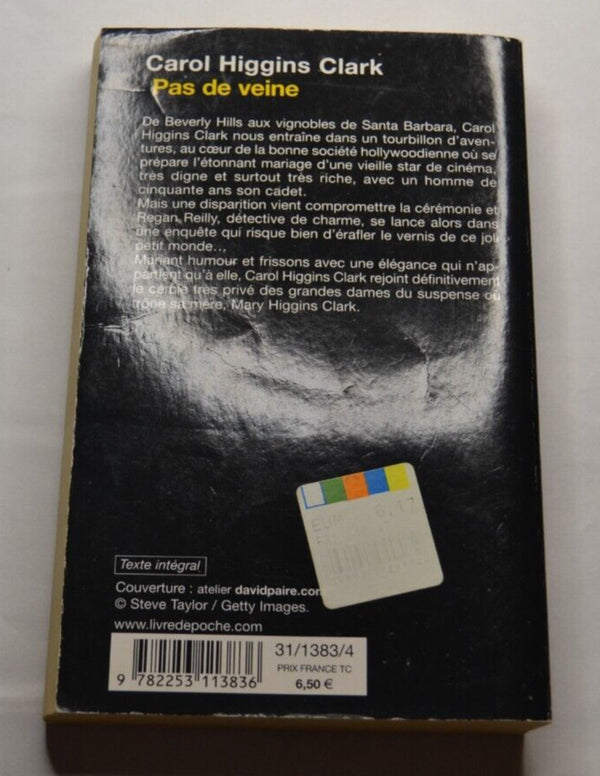 Carol Higgins Clark
Pas de veine
De Beverly Hills aux vignobles de Santa Barbara, Carol
Higgins Clark nous entraîne dans un tourbillon d'aven-
tures, au cœur de la bonne société hollywoodienne où se
prépare l'étonnant mariage d'une vieille star de cinéma,
très digne et surtout très riche, avec un homme de
cinquante ans son cadet.
Mais une disparition vient compromettre la cérémonie et
Regan Reilly, détective de charme, se lance alors dans
une enquête qui risque bien d'érafler le vernis de ce joli
petit monde...
Mariant humour et frissons avec une élégance qui n'ap-
partient qu'à elle, Carol Higgins Clark rejoint définitivement
le cercle très privé des grandes dames du suspense où
trône sa mère, Mary Higgins Clark.
EUR 6,17
Texte intégral
Couverture : atelier davidpaire.com
© Steve Taylor / Getty Images.
www.livredepoche.com
31/1383/4
PRIX FRANCE TC
6,50 €
9 782253 113836